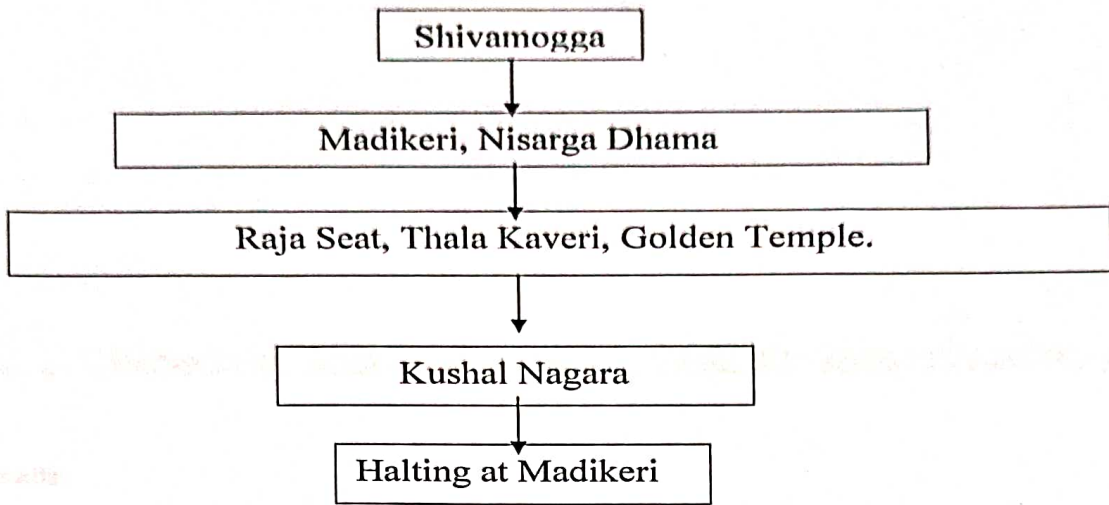 Shivamogga
Madikeri, Nisarga Dhama
Raja Seat, Thala Kaveri, Golden Temple.
Kushal Nagara
Halting at Madikeri